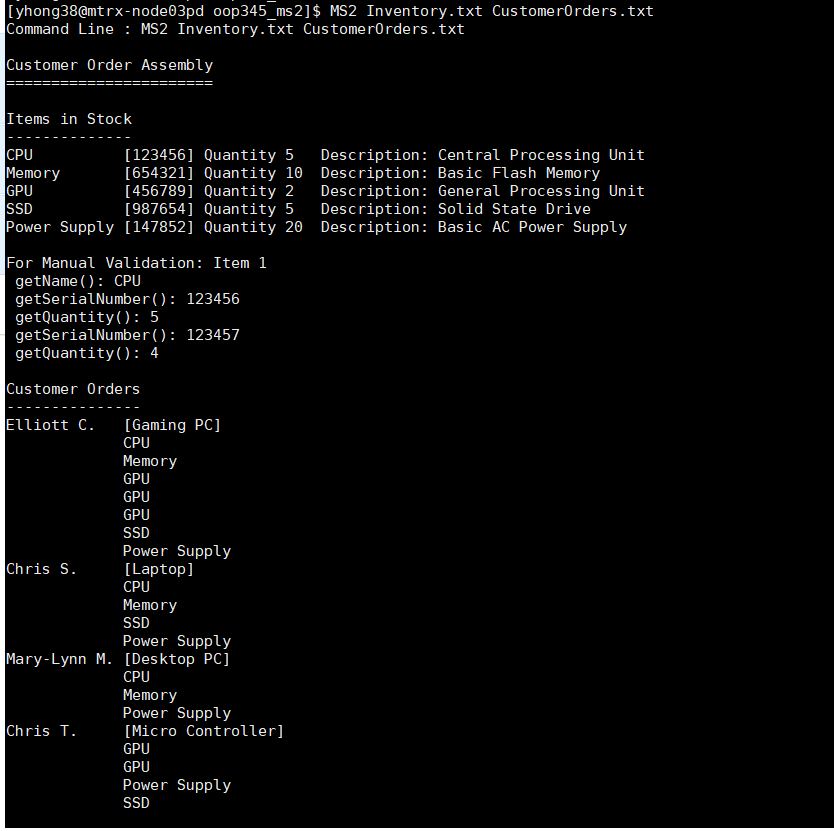 [yhong38@mtrx-node03pd oop345_ms2]$ MS2 Inventory.txt CustomerOrders.txt
Command Line : MS2 Inventory.txt CustomerOrders.txt

Customer Order Assembly
=======================

Items in Stock
--------------
CPU          [123456] Quantity 5   Description: Central Processing Unit
Memory       [654321] Quantity 10  Description: Basic Flash Memory
GPU          [456789] Quantity 2   Description: General Processing Unit
SSD          [987654] Quantity 5   Description: Solid State Drive
Power Supply [147852] Quantity 20  Description: Basic AC Power Supply

For Manual Validation: Item 1
 getName(): CPU
 getSerialNumber(): 123456
 getQuantity(): 5
 getSerialNumber(): 123457
 getQuantity(): 4

Customer Orders
---------------
Elliott C.   [Gaming PC]
             CPU
             Memory
             GPU
             GPU
             GPU
             SSD
             Power Supply
Chris S.     [Laptop]
             CPU
             Memory
             SSD
             Power Supply
Mary-Lynn M. [Desktop PC]
             CPU
             Memory
             Power Supply
Chris T.     [Micro Controller]
             GPU
             GPU
             Power Supply
             SSD